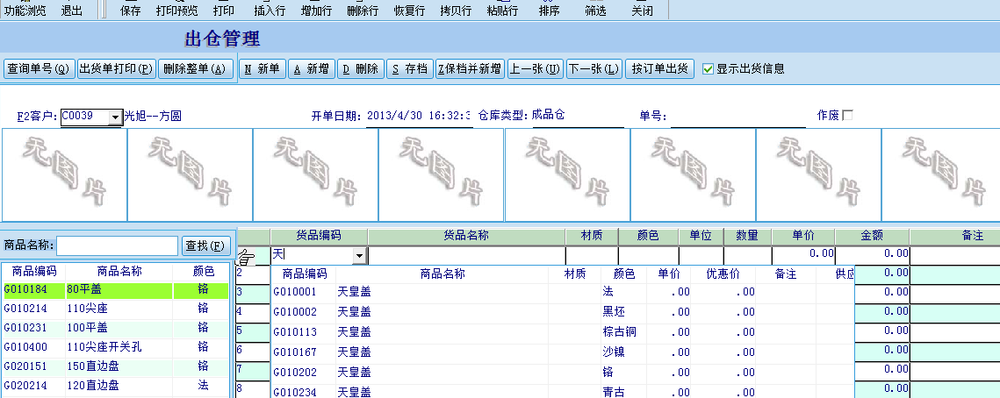 功能浏览 退出 保存 打印预览 打印 插入行 增加行 删除行 恢复行 拷贝行 粘贴行 排序 筛选 关闭
出仓管理
查询单号(Q) 出货单打印(P) 删除整单(A) N 新单 A 新增 D 删除 S 存档 Z保档并新增 上一张(U) 下一张(L) 按订单出货 显示出货信息
F2客户: C0039 光旭--方圆 开单日期: 2013/4/30 16:32:3 仓库类型: 成品仓 单号: 作废
无图片 无图片 无图片 无图片 无图片 无图片 无图片 无图片
商品名称: 查找(F)
商品编码 商品名称 颜色
G010184 80平盖 铬
G010214 110尖座 铬
G010231 100平盖 铬
G010400 110尖座开关孔 铬
G020151 150直边盘 铬
G020214 120直边盘 法
货品编码 货品名称 材质 颜色 单位 数量 单价 金额 备注
天 0.00 0.00
2 商品编码 商品名称 材质 颜色 单价 优惠价 备注 供应 0.00
3 G010001 天皇盖 法 .00 .00 0.00
4 G010002 天皇盖 黑坯 .00 .00 0.00
5 G010113 天皇盖 棕古铜 .00 .00 0.00
6 G010167 天皇盖 沙镍 .00 .00 0.00
7 G010202 天皇盖 铬 .00 .00 0.00
8 G010234 天皇盖 青古 .00 .00 0.00